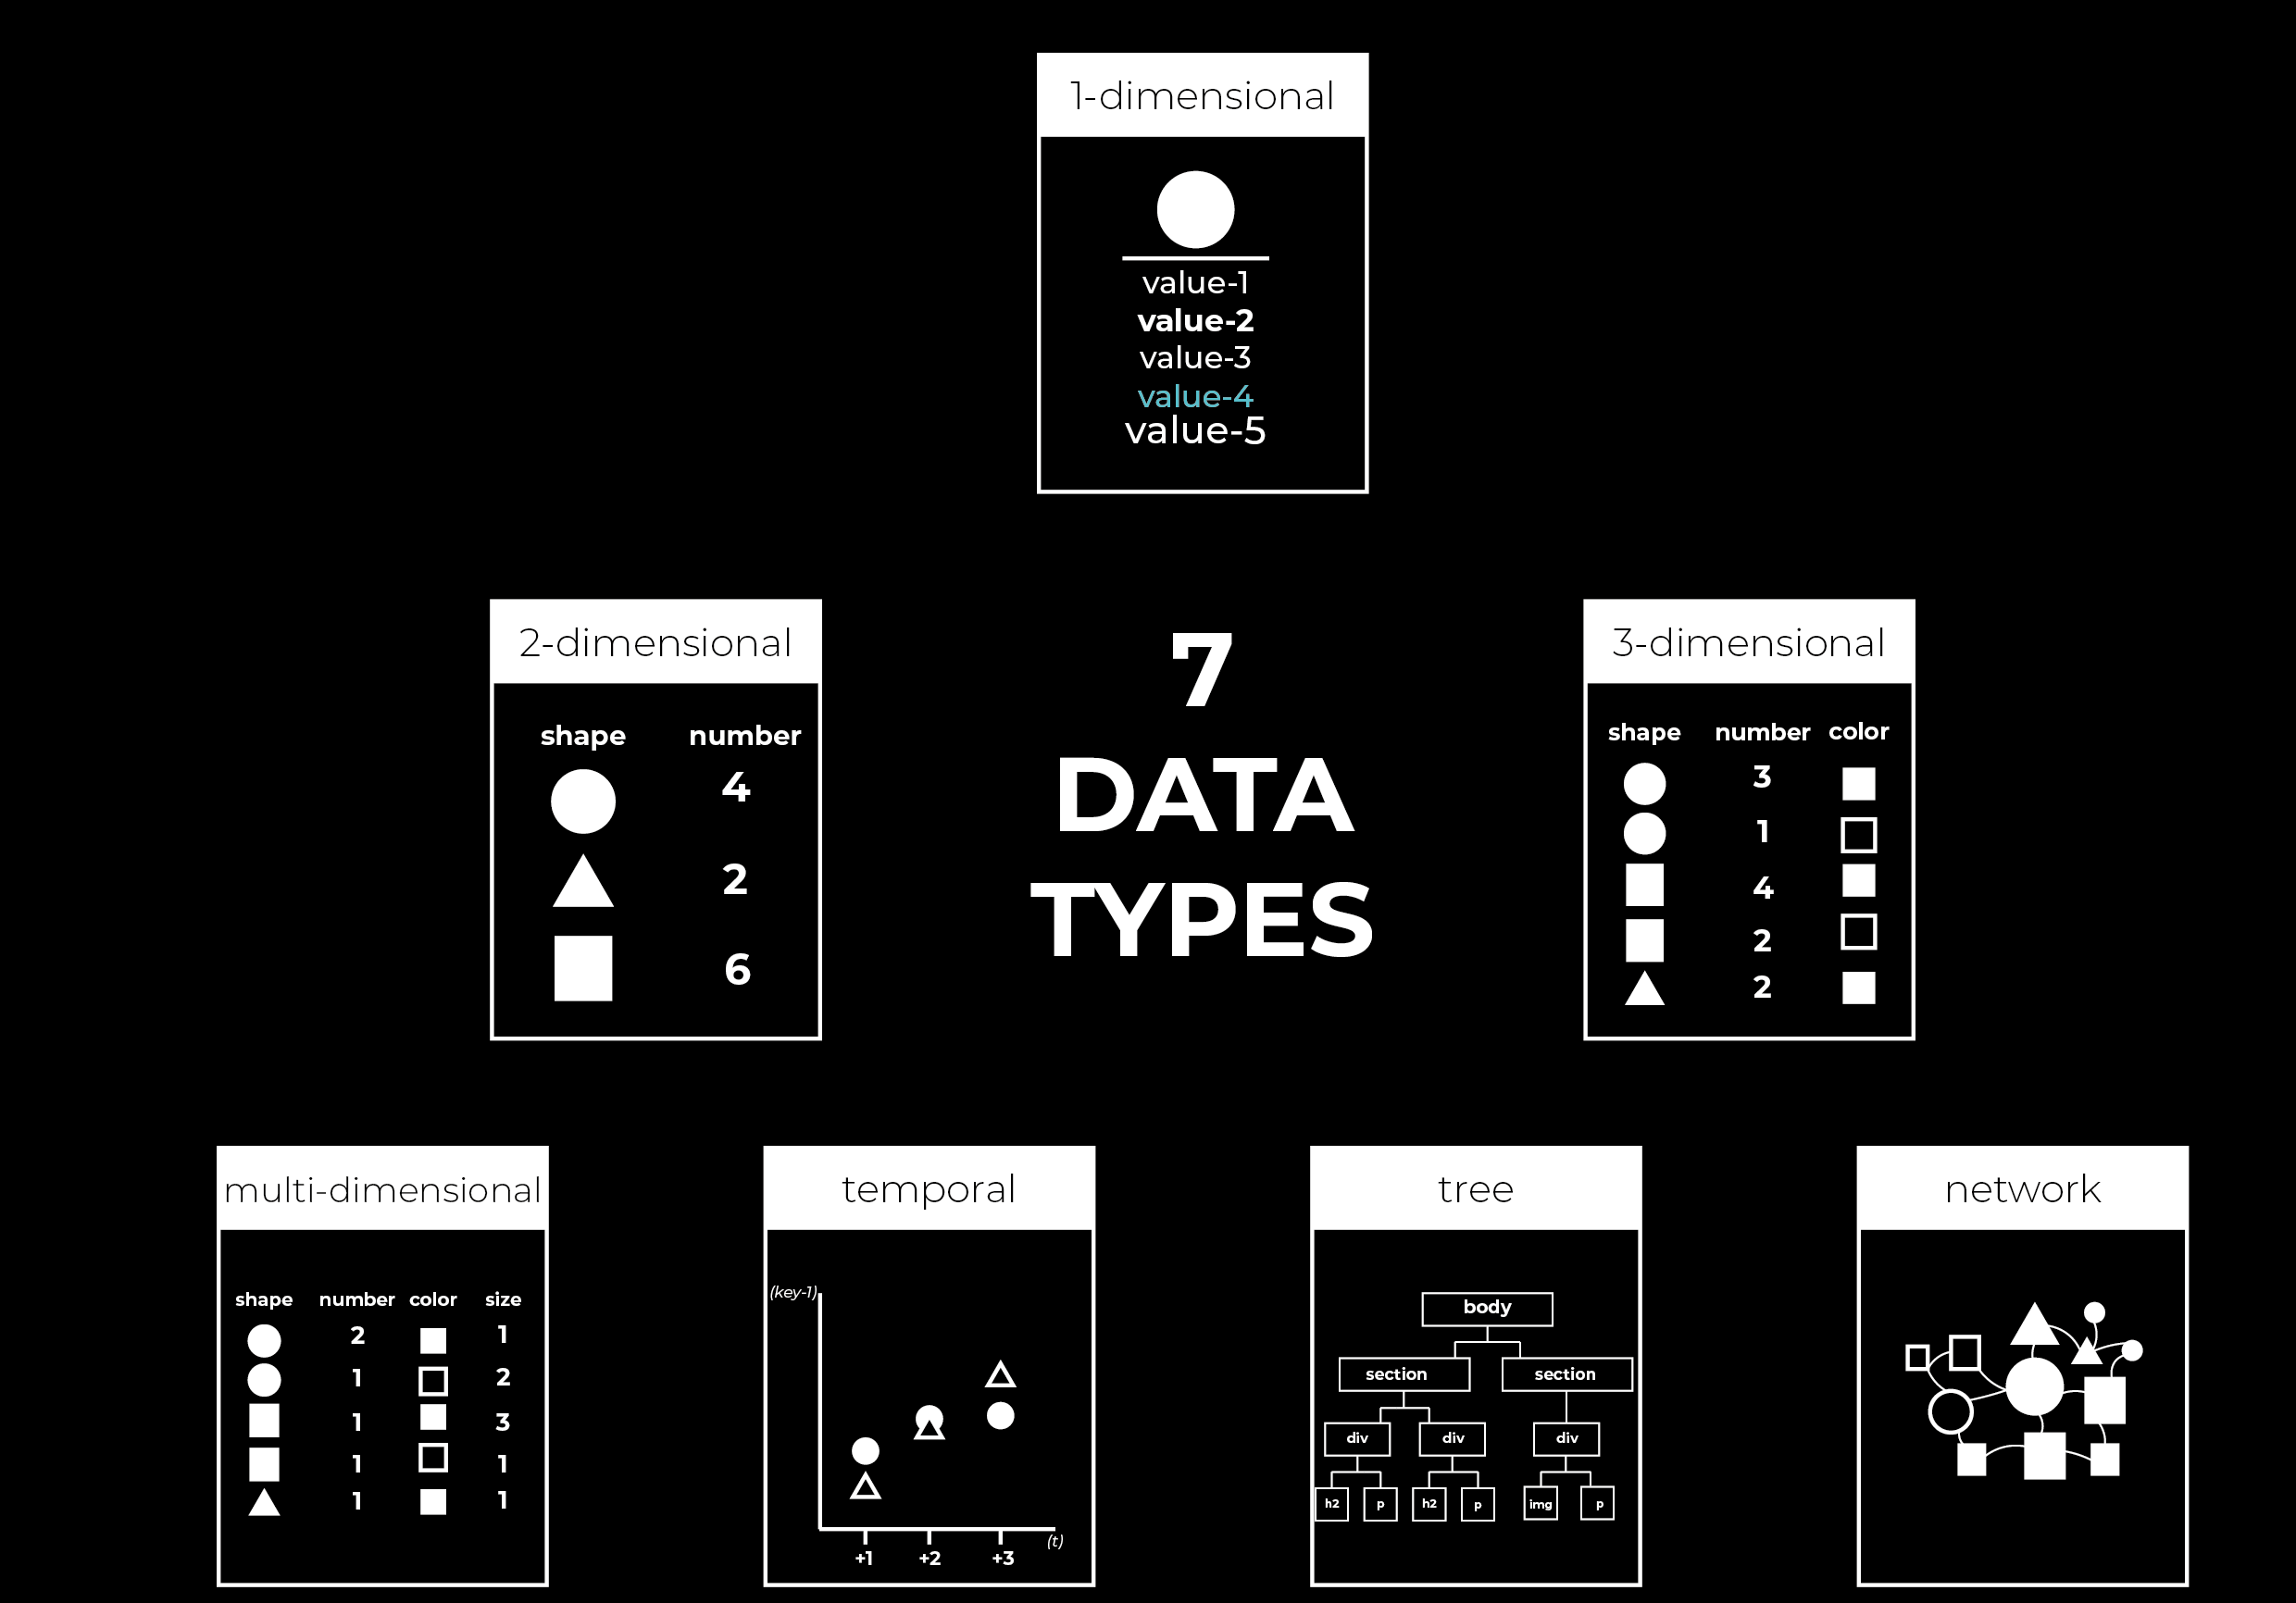 1-dimensional
value-1
value-2
value-3
value-4
value-5
2-dimensional
shape number
4
2
6
7
DATA
TYPES
3-dimensional
shape number color
3
1
4
2
2
multi-dimensional
shape number color size
2 1
1 2
1 3
1 1
1 1
temporal
(key-1)
(t)
+1 +2 +3
tree
body
section section
div div div
h2 p h2 p img p
network